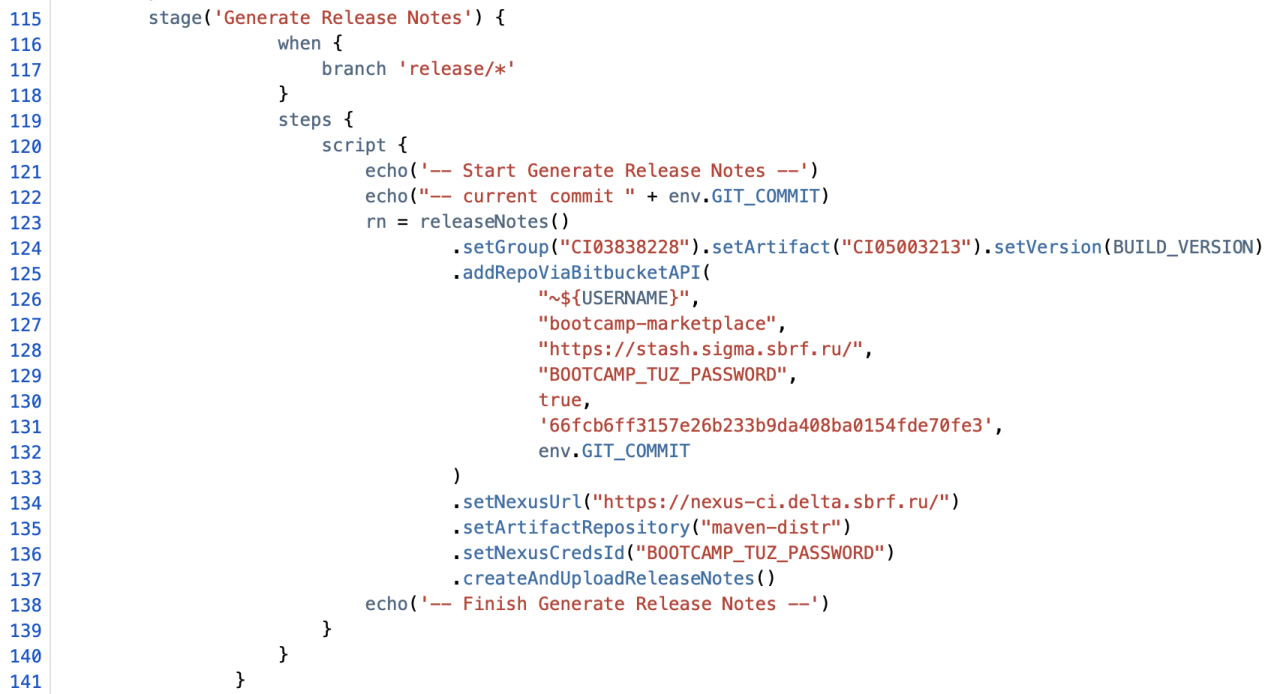 115 stage('Generate Release Notes') {
116 when {
117 branch 'release/*'
118 }
119 steps {
120 script {
121 echo('-- Start Generate Release Notes --')
122 echo("-- current commit " + env.GIT_COMMIT)
123 rn = releaseNotes()
124 .setGroup("CI03838228").setArtifact("CI05003213").setVersion(BUILD_VERSION)
125 .addRepoViaBitbucketAPI(
126 "~${USERNAME}",
127 "bootcamp-marketplace",
128 "https://stash.sigma.sbrf.ru/",
129 "BOOTCAMP_TUZ_PASSWORD",
130 true,
131 '66fcb6ff3157e26b233b9da408ba0154fde70fe3',
132 env.GIT_COMMIT
133 )
134 .setNexusUrl("https://nexus-ci.delta.sbrf.ru/")
135 .setArtifactRepository("maven-distr")
136 .setNexusCredsId("BOOTCAMP_TUZ_PASSWORD")
137 .createAndUploadReleaseNotes()
138 echo('-- Finish Generate Release Notes --')
139 }
140 }
141 }